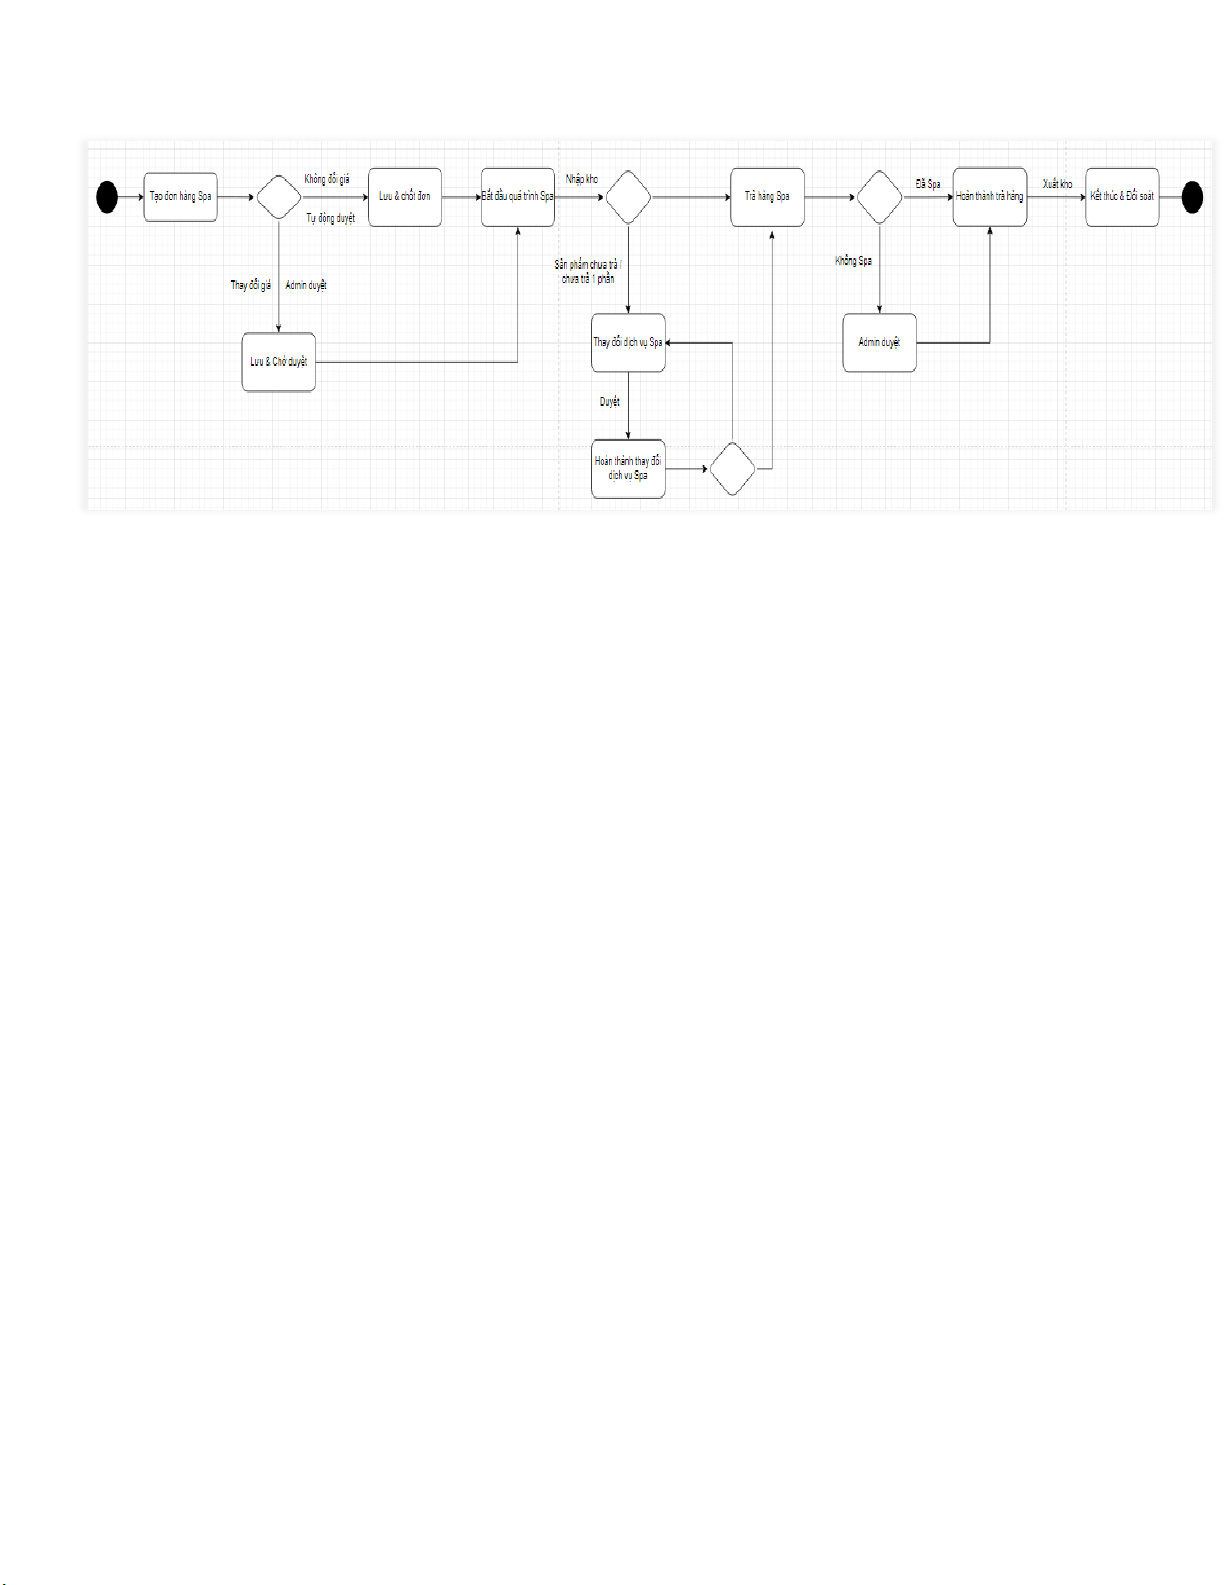 Tạo đơn hàng Spa
Không đổi giá
Tự động duyệt
Lưu & chối đơn
Bắt đầu quá trình Spa
Nhập kho
Trả hàng Spa
Đã Spa
Hoàn thành trả hàng
Xuất kho
Kết thúc & Đối soát
Thay đổi giá
Admin duyệt
Lưu & Chờ duyệt
Sản phẩm chưa trả /
chưa trả 1 phần
Không Spa
Thay đổi dịch vụ Spa
Admin duyệt
Duyệt
Hoàn thành thay đổi
dịch vụ Spa